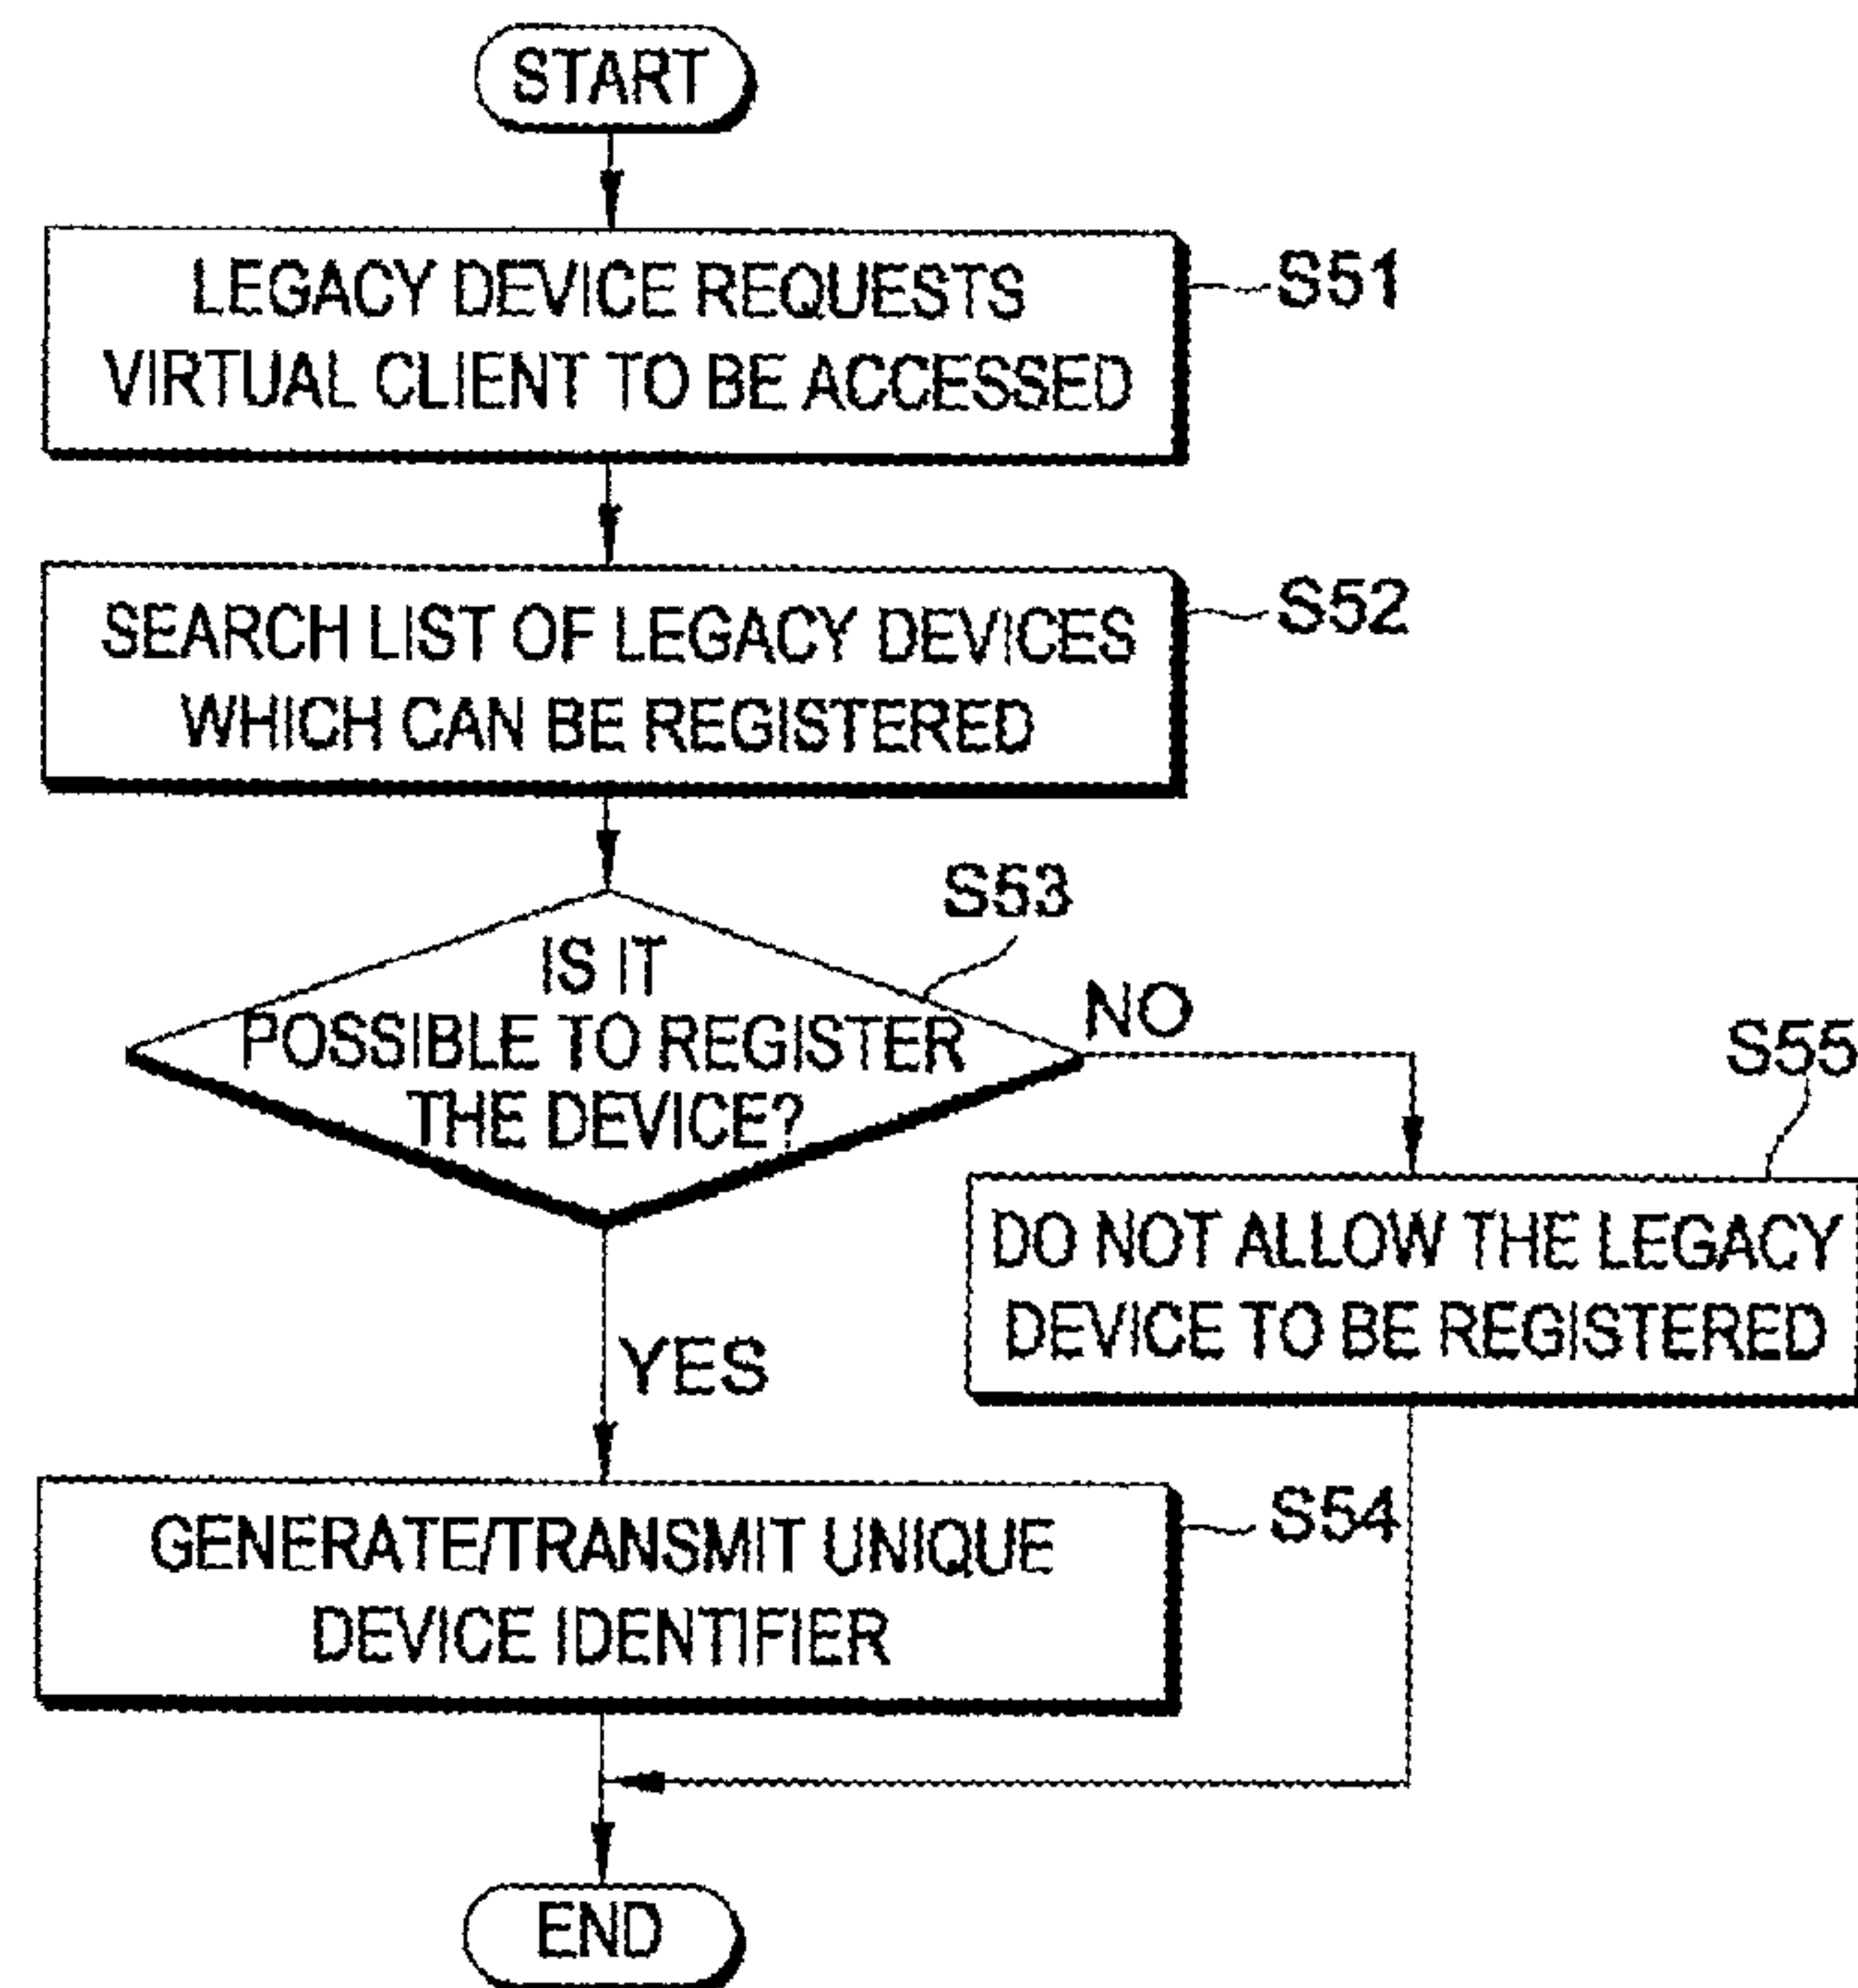 START
LEGACY DEVICE REQUESTS
VIRTUAL CLIENT TO BE ACCESSED
S51
SEARCH LIST OF LEGACY DEVICES
WHICH CAN BE REGISTERED
S52
S53
IS IT
POSSIBLE TO REGISTER
THE DEVICE?
NO
S55
DO NOT ALLOW THE LEGACY
DEVICE TO BE REGISTERED
YES
GENERATE/TRANSMIT UNIQUE
DEVICE IDENTIFIER
S54
END